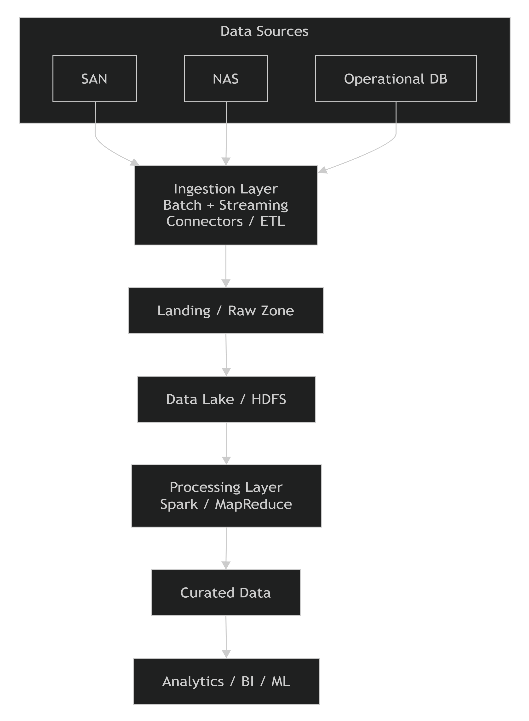 Data Sources
SAN
NAS
Operational DB
Ingestion Layer
Batch + Streaming
Connectors / ETL
Landing / Raw Zone
Data Lake / HDFS
Processing Layer
Spark / MapReduce
Curated Data
Analytics / BI / ML